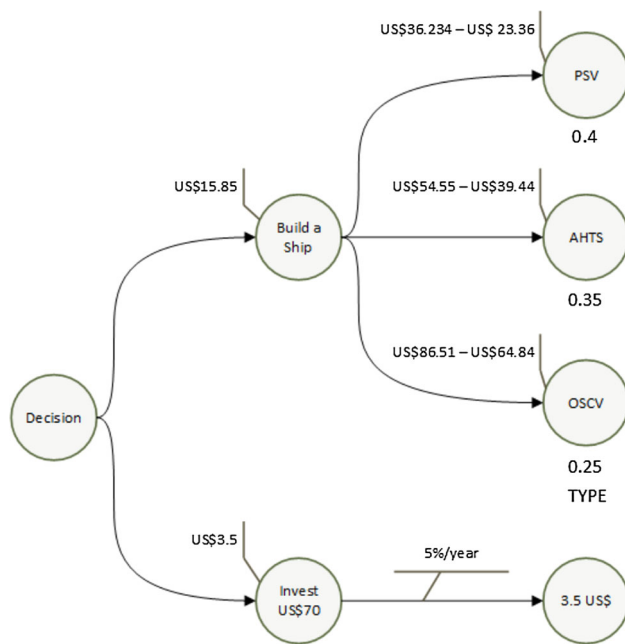 US$36.234 – US$ 23.36
PSV
0.4
US$15.85
US$54.55 – US$39.44
Build a
Ship
AHTS
0.35
US$86.51 – US$64.84
Decision
OSCV
0.25
TYPE
US$3.5
5%/year
Invest
US$70
3.5 US$